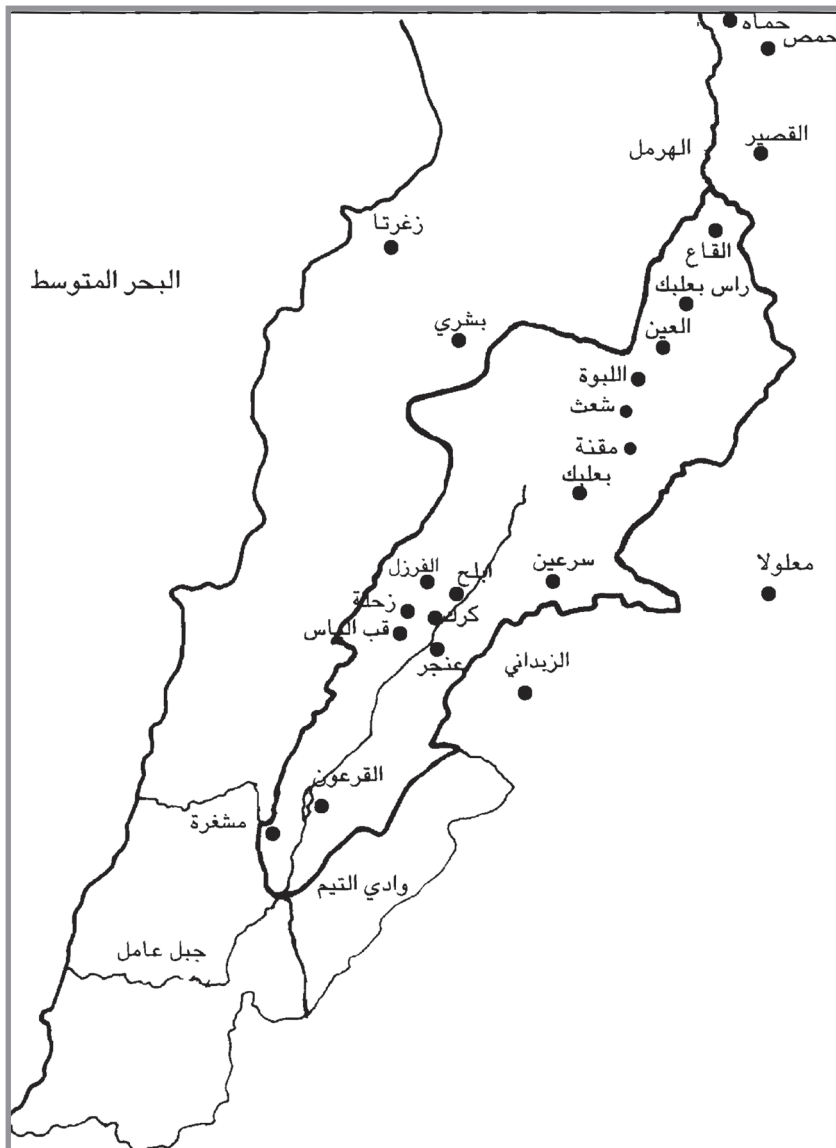 حماه
حمص
القصير
الهرمل
زغرتا
القاع
البحر المتوسط
راس بعلبك
بشري
العين
اللبوة
شعث
مقنة
بعلبك
سرعين
معلولا
الفرزل
ابلح
زحلة
كرك
قب الياس
عنجر
الزبداني
القرعون
مشغرة
وادي التيم
جبل عامل